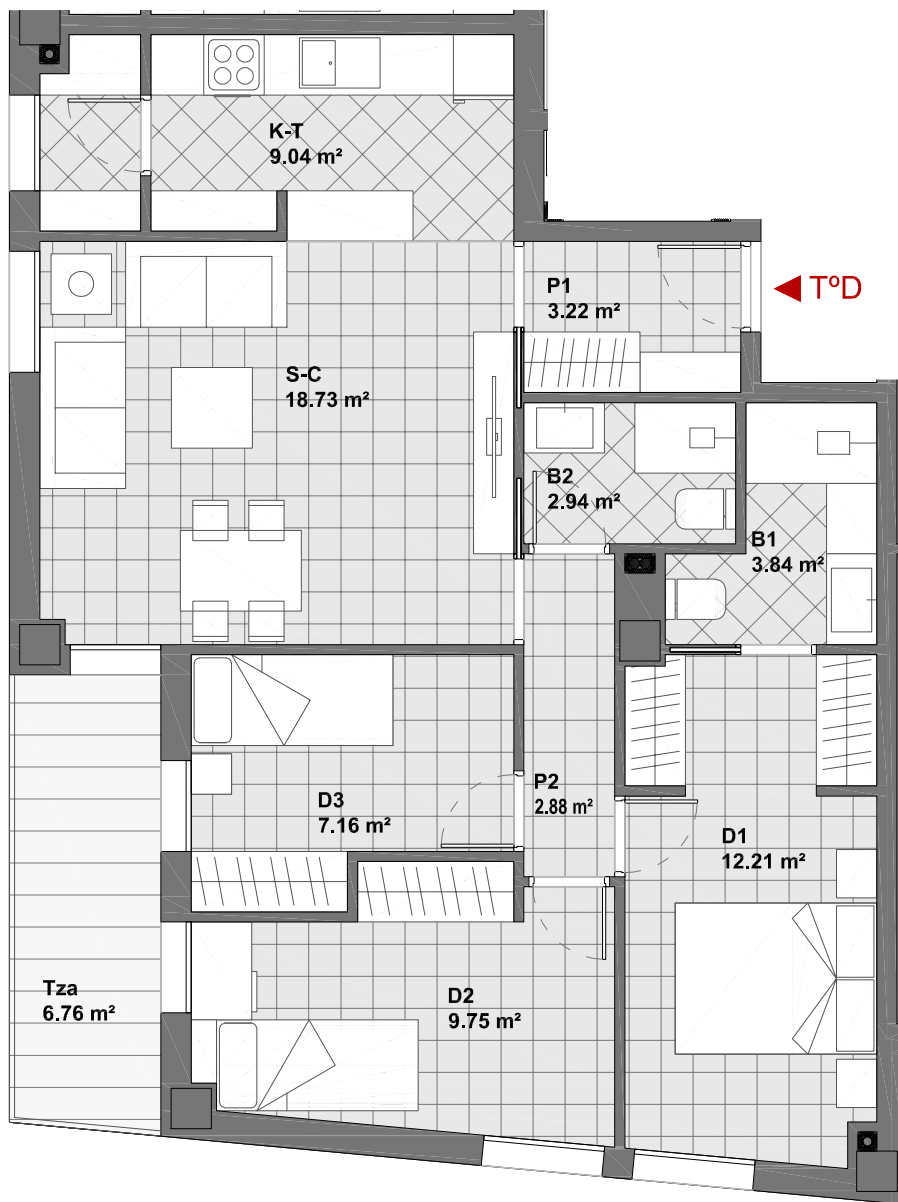 K-T
9.04 m²
P1
3.22 m²
TºD
S-C
18.73 m²
B2
2.94 m²
B1
3.84 m²
P2
2.88 m²
D3
7.16 m²
D1
12.21 m²
Tza
6.76 m²
D2
9.75 m²